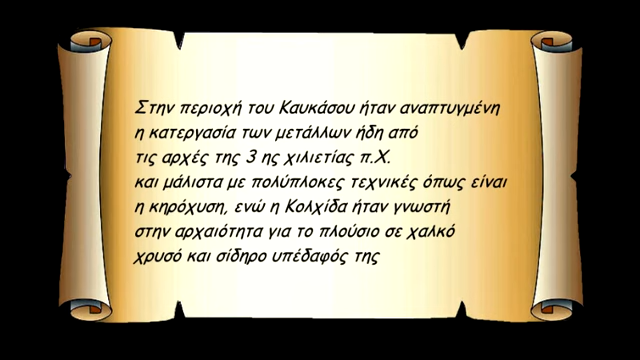 Στην περιοχή του Καυκάσου ήταν αναπτυγμένη
η κατεργασία των μετάλλων ήδη από
τις αρχές της 3 ης χιλιετίας π.Χ.
και μάλιστα με πολύπλοκες τεχνικές όπως είναι
η κηρόχυση, ενώ η Κολχίδα ήταν γνωστή
στην αρχαιότητα για το πλούσιο σε χαλκό
χρυσό και σίδηρο υπέδαφός της